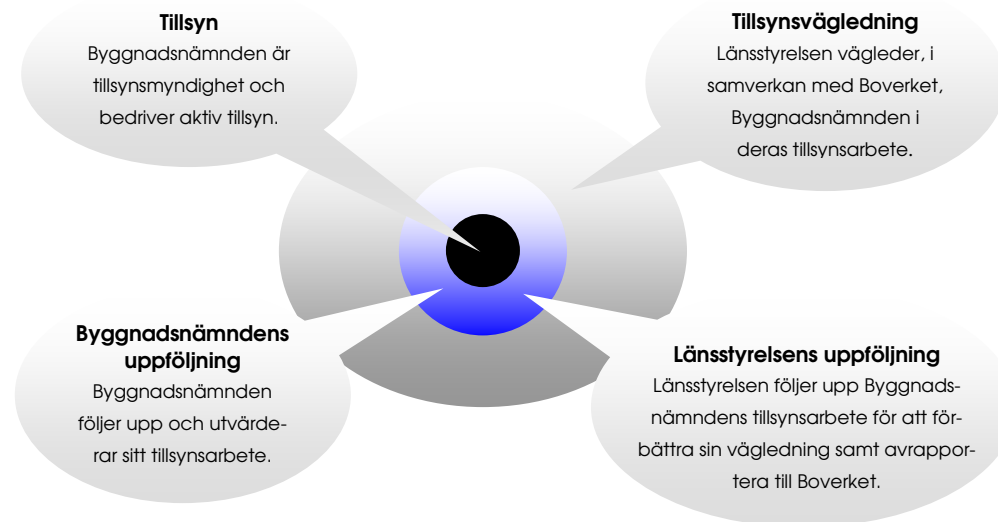 Tillsyn
Byggnadsnämnden är
tillsynsmyndighet och
bedriver aktiv tillsyn.
Tillsynsvägledning
Länsstyrelsen vägleder, i
samverkan med Boverket,
Byggnadsnämnden i
deras tillsynsarbete.
Byggnadsnämndens
uppföljning
Byggnadsnämnden
följer upp och utvärde-
rar sitt tillsynsarbete.
Länsstyrelsens uppföljning
Länsstyrelsen följer upp Byggnads-
nämndens tillsynsarbete för att för-
bättra sin vägledning samt avrappor-
tera till Boverket.